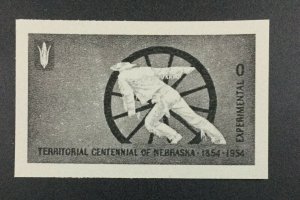 EXPERIMENTAL 0
TERRITORIAL CENTENNIAL OF NEBRASKA · 1854-1954